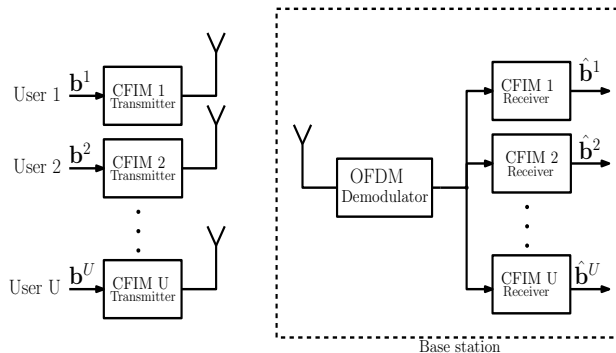 User 1
b^1
CFIM 1
Transmitter
User 2
b^2
CFIM 2
Transmitter
User U
b^U
CFIM U
Transmitter
OFDM
Demodulator
CFIM 1
Receiver
b̂^1
CFIM 2
Receiver
b̂^2
CFIM U
Receiver
b̂^U
Base station